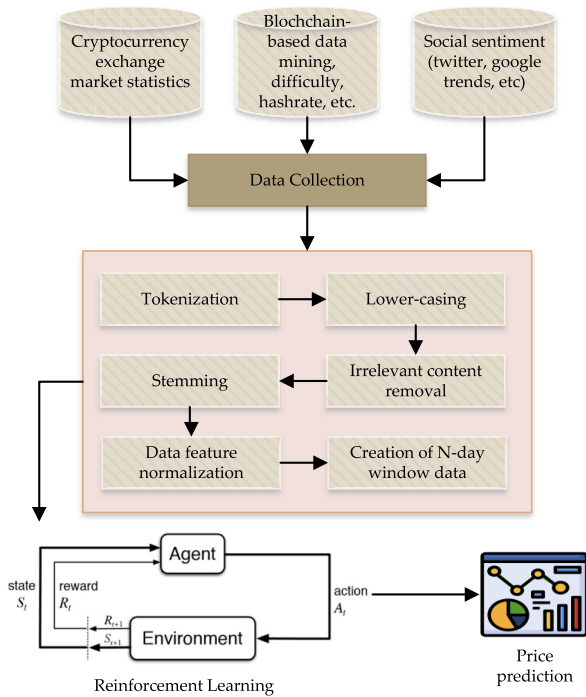 Cryptocurrency
exchange
market statistics
Blochchain-
based data
mining,
difficulty,
hashrate, etc.
Social sentiment
(twitter, google
trends, etc)
Data Collection
Tokenization
Lower-casing
Irrelevant content
removal
Stemming
Data feature
normalization
Creation of N-day
window data
Agent
state
S_t
reward
R_t
action
A_t
R_{t+1}
S_{t+1}
Environment
Reinforcement Learning
Price
prediction